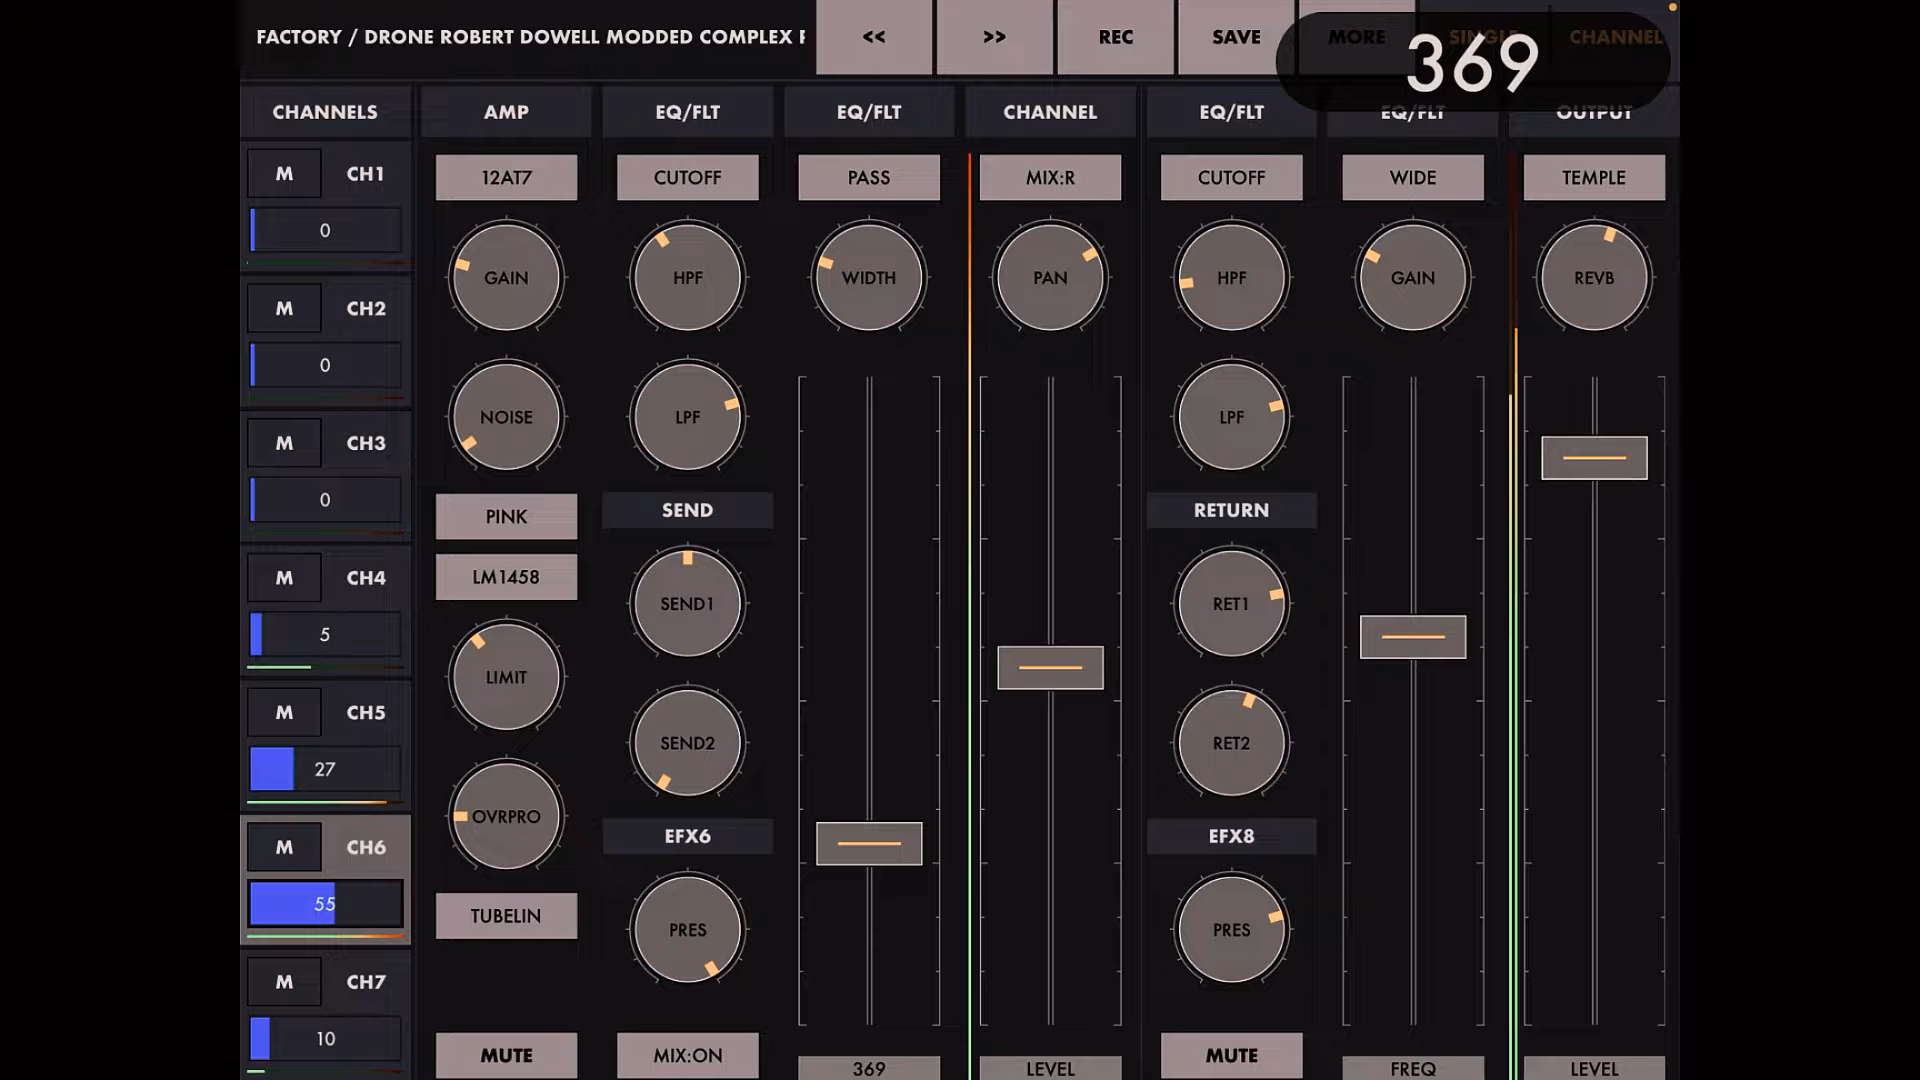 FACTORY / DRONE ROBERT DOWELL MODDED COMPLEX F
<< >> REC SAVE MORE SINGLE CHANNEL
369
CHANNELS AMP EQ/FLT EQ/FLT CHANNEL EQ/FLT EQ/FLT OUTPUT
M CH1
0
M CH2
0
M CH3
0
M CH4
5
M CH5
27
M CH6
55
M CH7
10
12AT7
GAIN
NOISE
PINK
LM1458
LIMIT
OVRPRO
TUBELIN
MUTE
CUTOFF
HPF
LPF
SEND
SEND1
SEND2
EFX6
PRES
MIX:ON
PASS
WIDTH
369
MIX:R
PAN
LEVEL
CUTOFF
HPF
LPF
RETURN
RET1
RET2
EFX8
PRES
MUTE
WIDE
GAIN
FREQ
TEMPLE
REVB
LEVEL